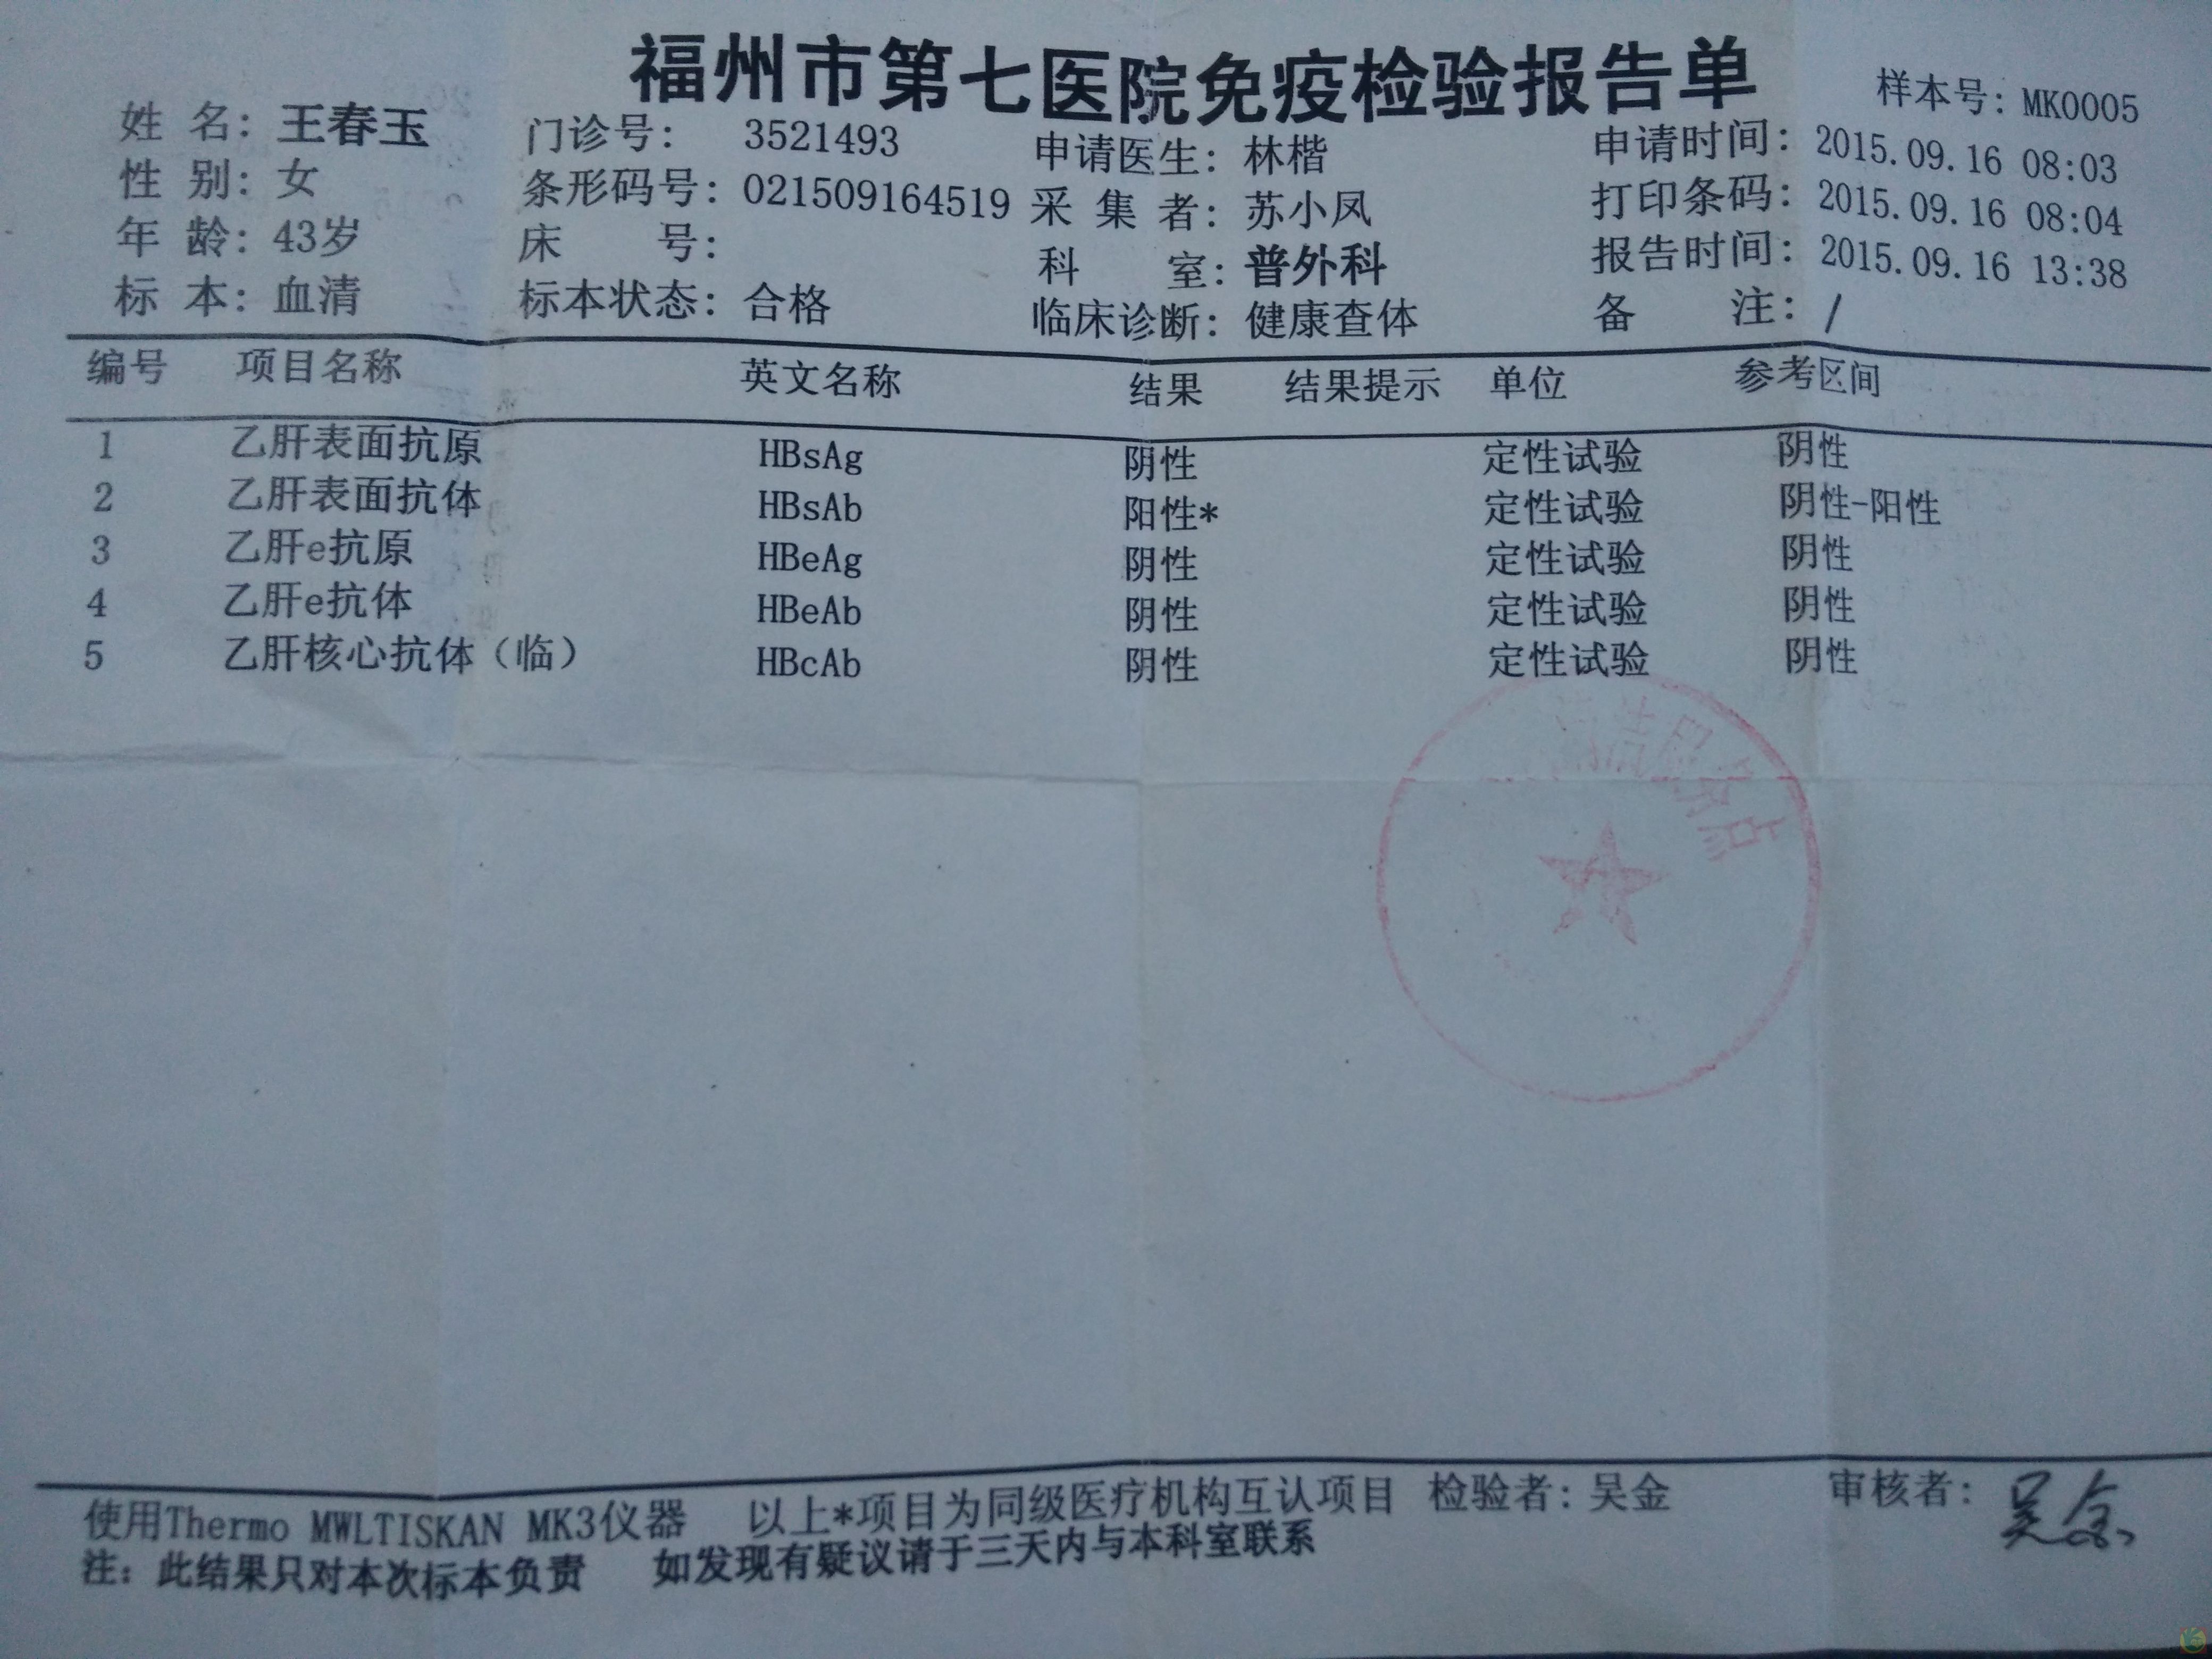 福州市第七医院免疫检验报告单
样本号: MK0005
姓 名: 王春玉 门诊号: 3521493 申请医生: 林楷 申请时间: 2015.09.16 08:03
性 别: 女 条形码号: 021509164519 采 集 者: 苏小凤 打印条码: 2015.09.16 08:04
年 龄: 43岁 床 号: 科 室: 普外科 报告时间: 2015.09.16 13:38
标 本: 血清 标本状态: 合格 临床诊断: 健康查体 备 注: /
编号 项目名称 英文名称 结果 结果提示 单位 参考区间
1 乙肝表面抗原 HBsAg 阴性 定性试验 阴性
2 乙肝表面抗体 HBsAb 阳性* 定性试验 阴性-阳性
3 乙肝e抗原 HBeAg 阴性 定性试验 阴性
4 乙肝e抗体 HBeAb 阴性 定性试验 阴性
5 乙肝核心抗体（临） HBcAb 阴性 定性试验 阴性
使用Thermo MWLTISKAN MK3仪器 以上*项目为同级医疗机构互认项目 检验者: 吴金 审核者: 吴金
注: 此结果只对本次标本负责 如发现有疑议请于三天内与本科室联系